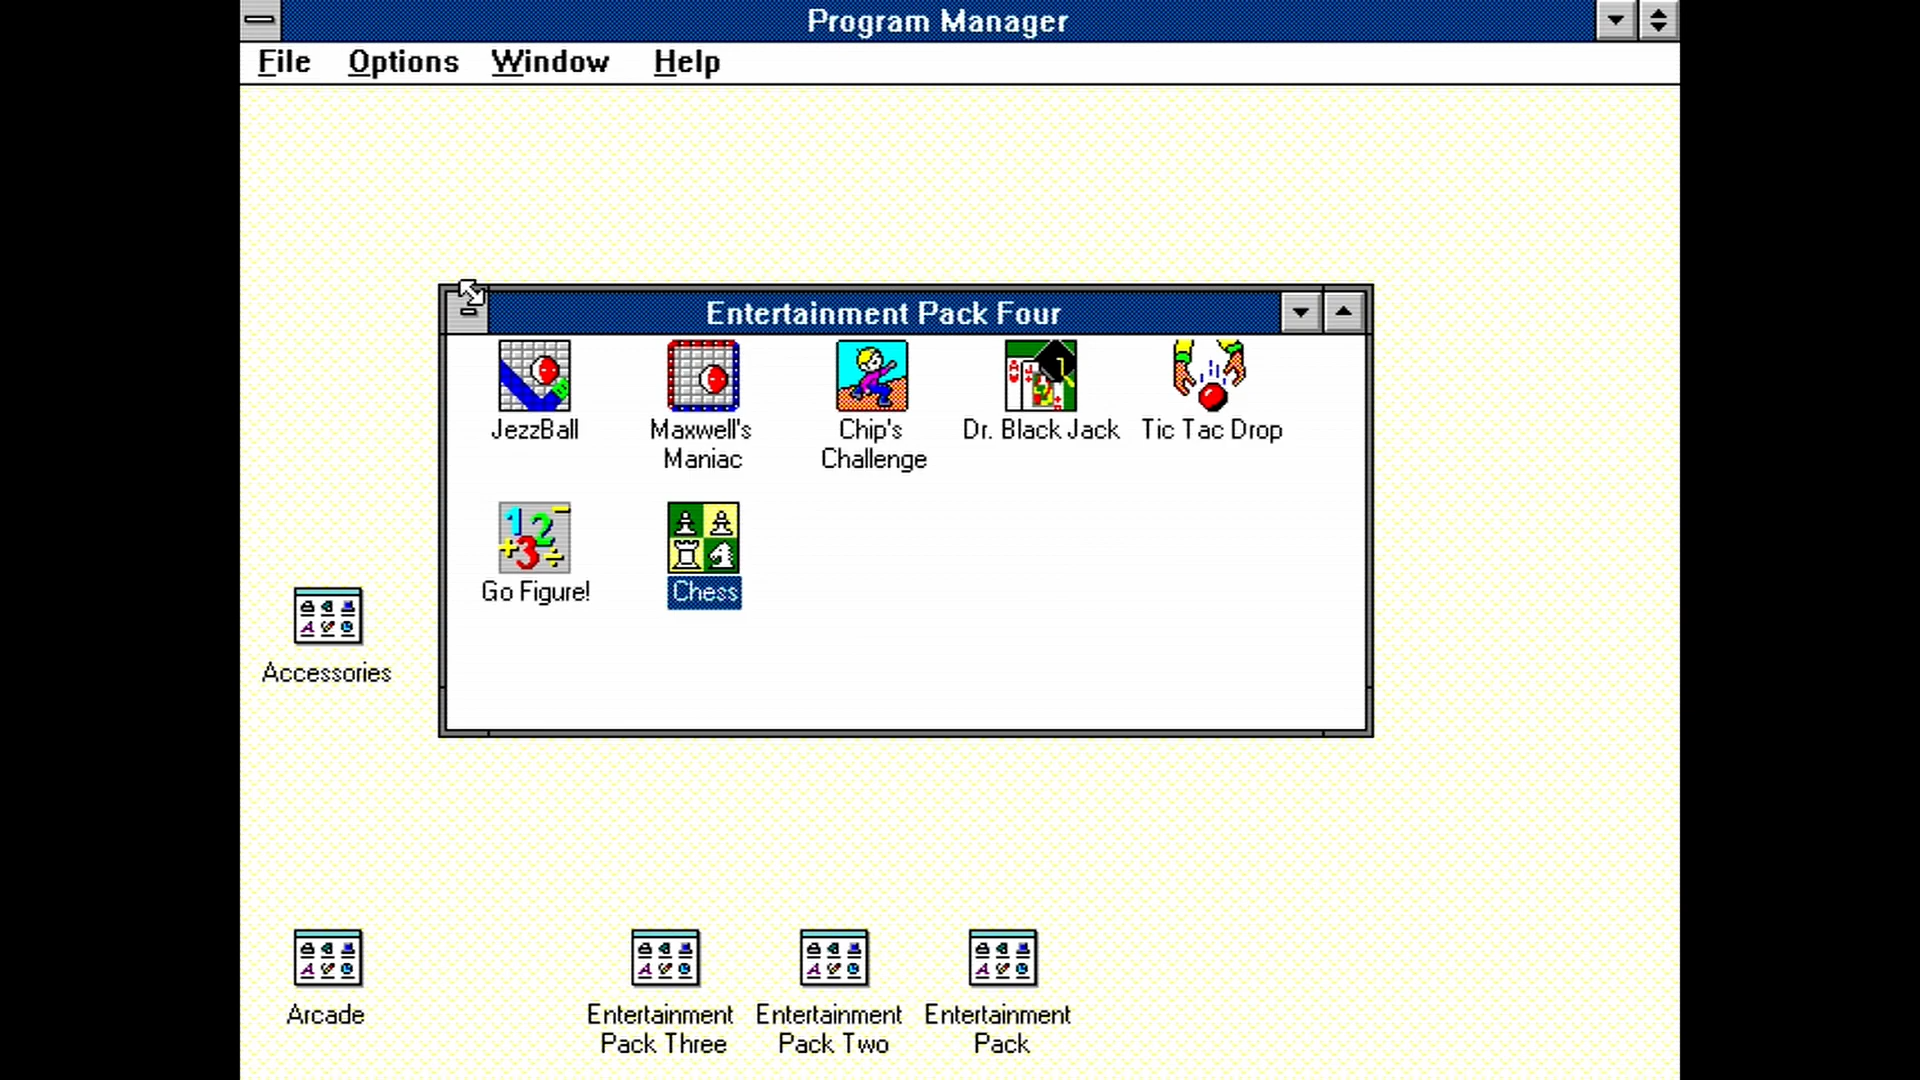 Program Manager
File Options Window Help
Entertainment Pack Four
JezzBall
Maxwell's
Maniac
Chip's
Challenge
Dr. Black Jack
Tic Tac Drop
Go Figure!
Chess
Accessories
Arcade
Entertainment
Pack Three
Entertainment
Pack Two
Entertainment
Pack